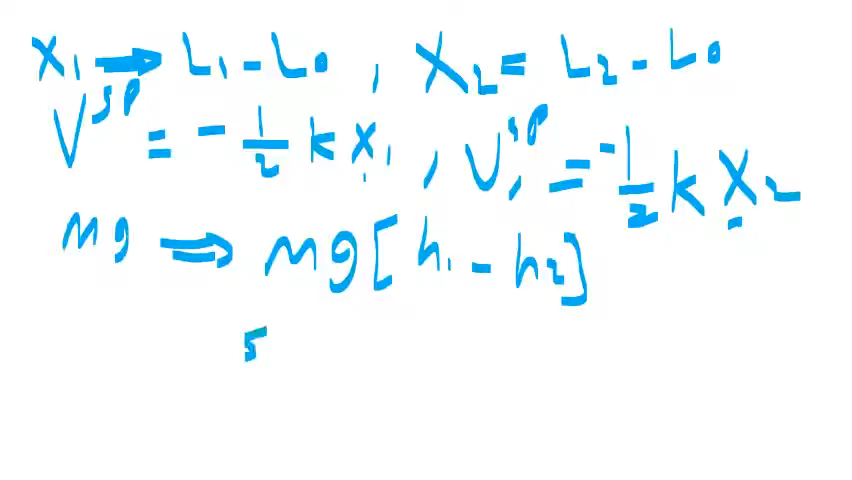 x₁ → L₁ - L₀ , x₂ = L₂ - L₀
V^sp = - 1/2 k x₁ , V^sp = - 1/2 k x₂
mg ⇒ mg [h₁ - h₂]
5